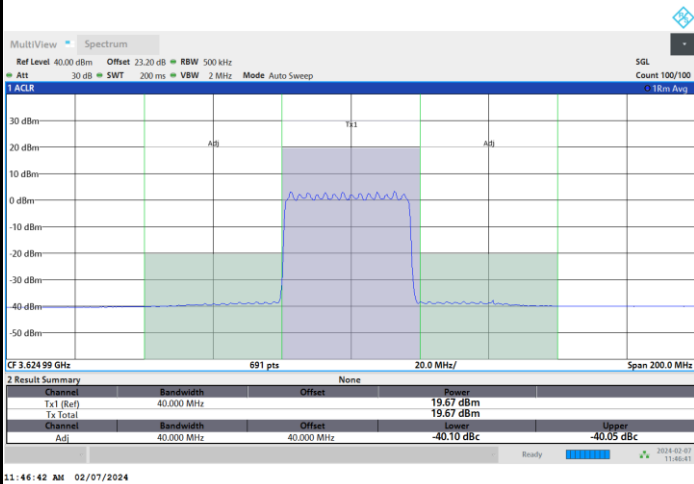 MultiView Spectrum
Ref Level 40.00 dBm Offset 23.20 dB RBW 500 kHz SGL
Att 30 dB SWT 200 ms VBW 2 MHz Mode Auto Sweep Count 100/100
1 ACLR 1Rm Avg
30 dBm
Tx1
20 dBm
Adj Adj
10 dBm
0 dBm
-10 dBm
-20 dBm
-30 dBm
-40 dBm
-50 dBm
CF 3.624 99 GHz 691 pts 20.0 MHz/ Span 200.0 MHz
2 Result Summary None
Channel Bandwidth Offset Power
Tx1 (Ref) 40.000 MHz 19.67 dBm
Tx Total 19.67 dBm
Channel Bandwidth Offset Lower Upper
Adj 40.000 MHz 40.000 MHz -40.10 dBc -40.05 dBc
Ready 2024-02-07
11:46:41
11:46:42 AM 02/07/2024